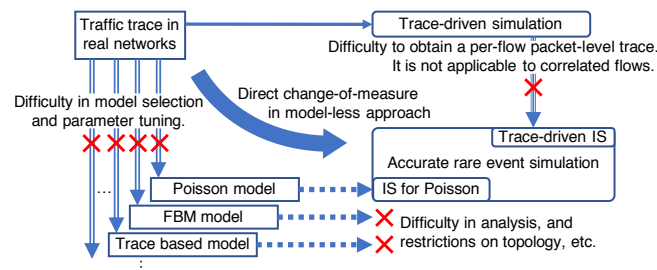 Traffic trace in
real networks
Trace-driven simulation
Difficulty to obtain a per-flow packet-level trace.
It is not applicable to correlated flows.
Difficulty in model selection
and parameter tuning.
Direct change-of-measure
in model-less approach
Trace-driven IS
Accurate rare event simulation
IS for Poisson
...
Poisson model
FBM model
Trace based model
⋮
Difficulty in analysis, and
restrictions on topology, etc.